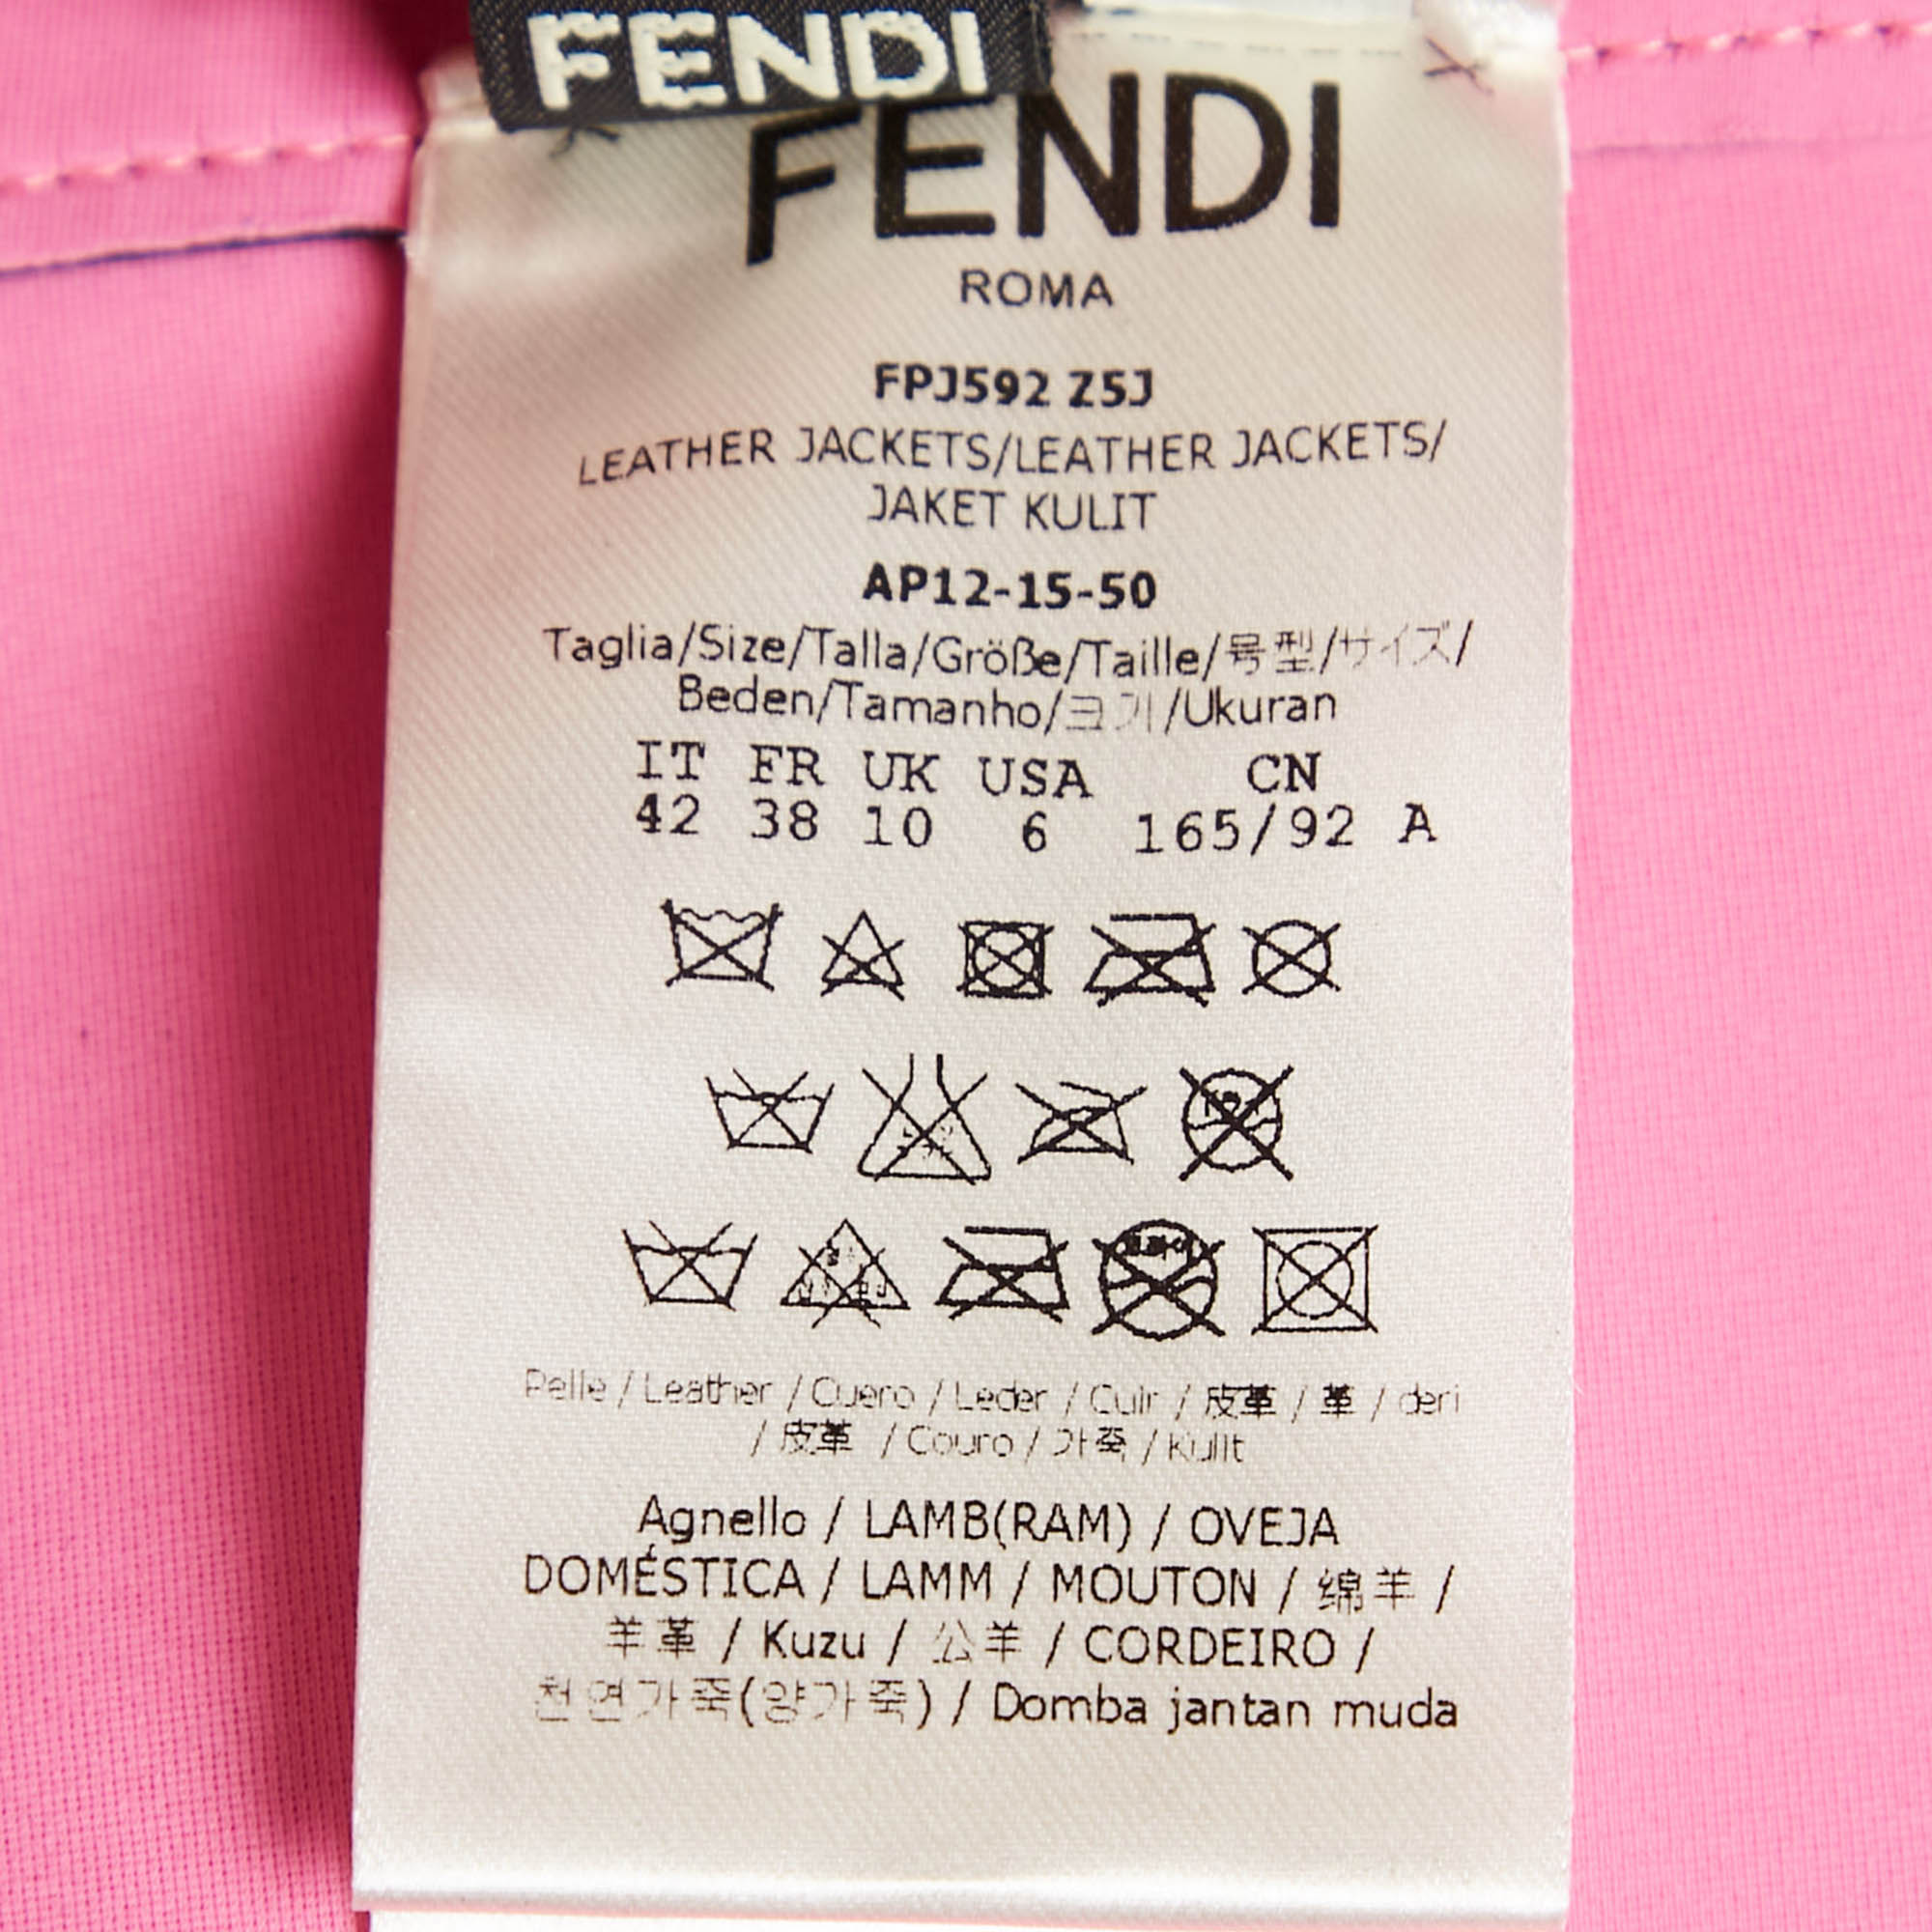 FENDI
FENDI
ROMA
FPJ592 Z5J
LEATHER JACKETS/LEATHER JACKETS/
JAKET KULIT
AP12-15-50
Taglia/Size/Talla/Größe/Taille/号型/サイズ/
Beden/Tamanho/크기/Ukuran
IT FR UK USA CN
42 38 10 6 165/92 A
Pelle / Leather / Cuero / Leder / Cuir / 皮革 / 革 / deri
/ 皮革 / Couro / 가죽 / Kulit
Agnello / LAMB(RAM) / OVEJA
DOMÉSTICA / LAMM / MOUTON / 绵羊 /
羊革 / Kuzu / 公羊 / CORDEIRO /
천연가죽(양가죽) / Domba jantan muda